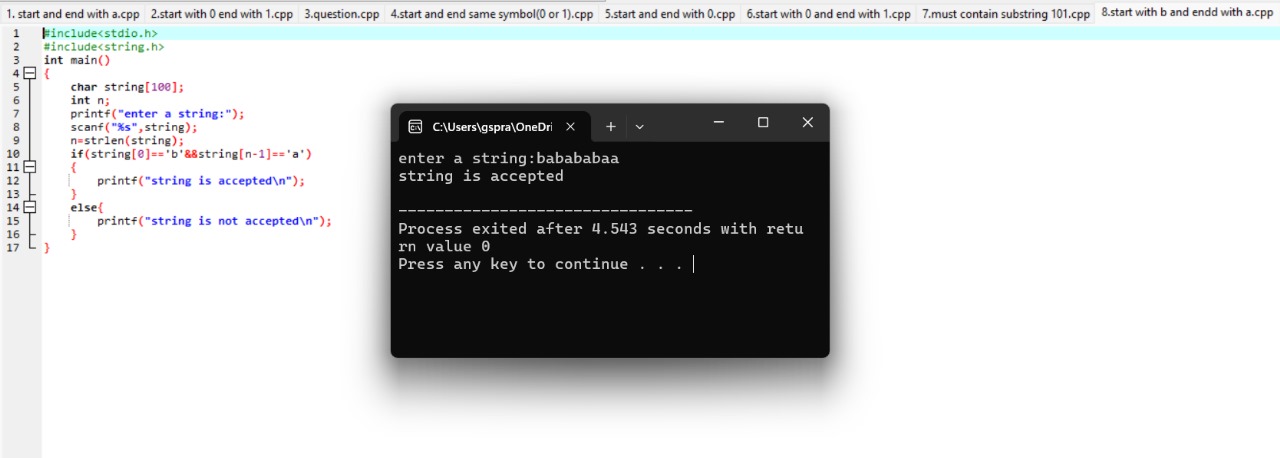 1. start and end with a.cpp 2.start with 0 end with 1.cpp 3.question.cpp 4.start and end same symbol(0 or 1).cpp 5.start and end with 0.cpp 6.start with 0 and end with 1.cpp 7.must contain substring 101.cpp 8.start with b and endd with a.cpp
1 #include<stdio.h>
2 #include<string.h>
3 int main()
4 {
5 char string[100];
6 int n;
7 printf("enter a string:");
8 scanf("%s",string);
9 n=strlen(string);
10 if(string[0]=='b'&&string[n-1]=='a')
11 {
12 printf("string is accepted\n");
13 }
14 else{
15 printf("string is not accepted\n");
16 }
17 }
C:\Users\gspra\OneDri
enter a string:babababaa
string is accepted
--------------------------------
Process exited after 4.543 seconds with retu
rn value 0
Press any key to continue . . .